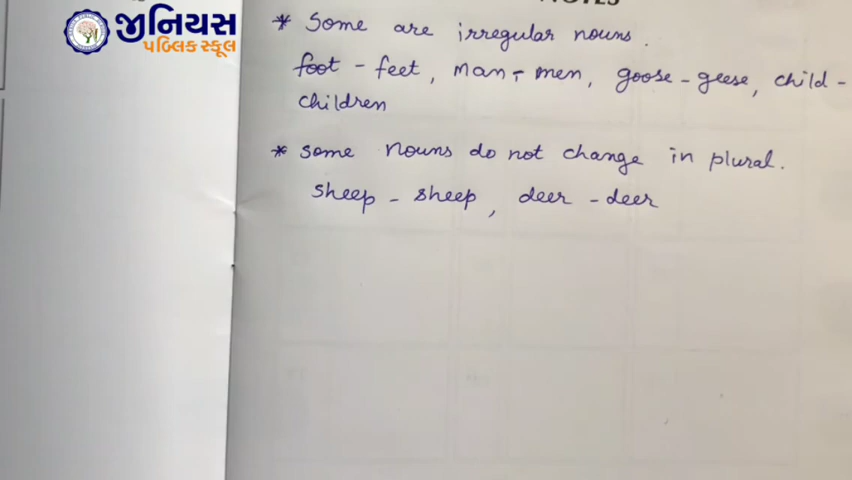 જીનિયસ
પબ્લિક સ્કૂલ
* Some are irregular nouns.
foot - feet, man - men, goose - geese, child -
children
* Some nouns do not change in plural.
sheep - sheep, deer - deer